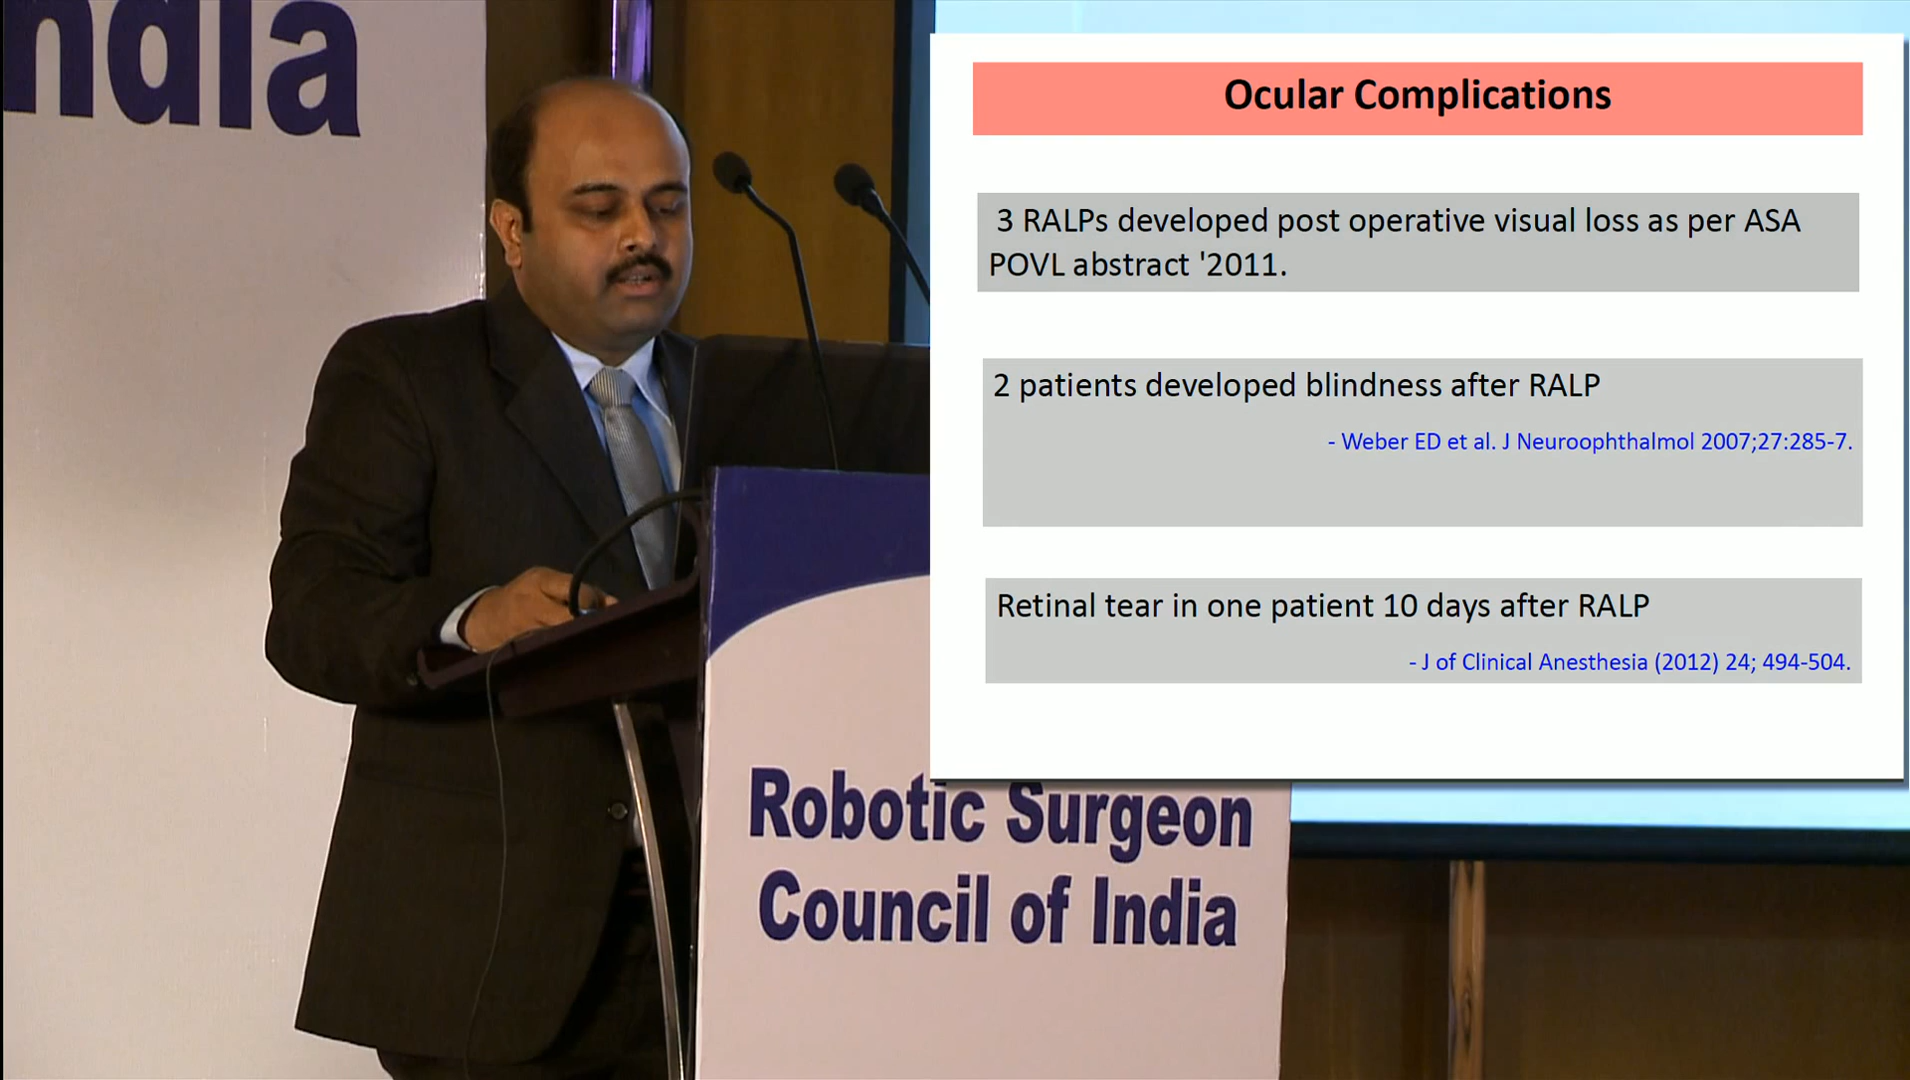 ndia
Ocular Complications
3 RALPs developed post operative visual loss as per ASA
POVL abstract '2011.
2 patients developed blindness after RALP
- Weber ED et al. J Neuroophthalmol 2007;27:285-7.
Retinal tear in one patient 10 days after RALP
- J of Clinical Anesthesia (2012) 24; 494-504.
Robotic Surgeon
Council of India